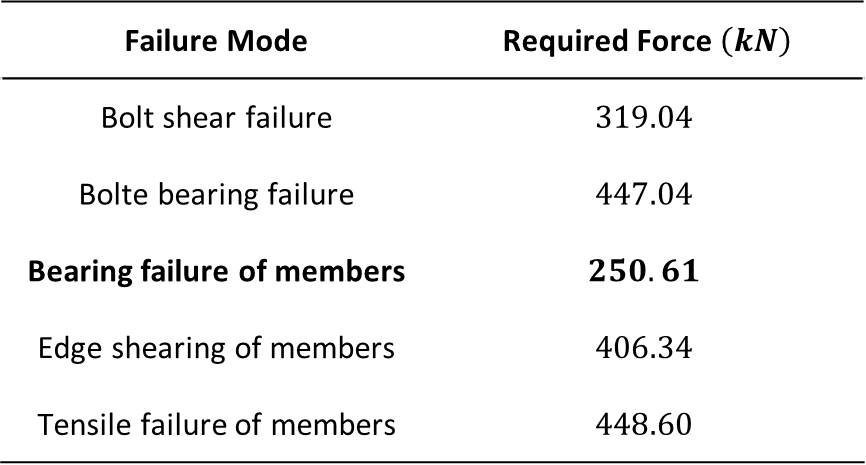 Failure Mode Required Force (kN)
Bolt shear failure 319.04
Bolte bearing failure 447.04
Bearing failure of members 250.61
Edge shearing of members 406.34
Tensile failure of members 448.60